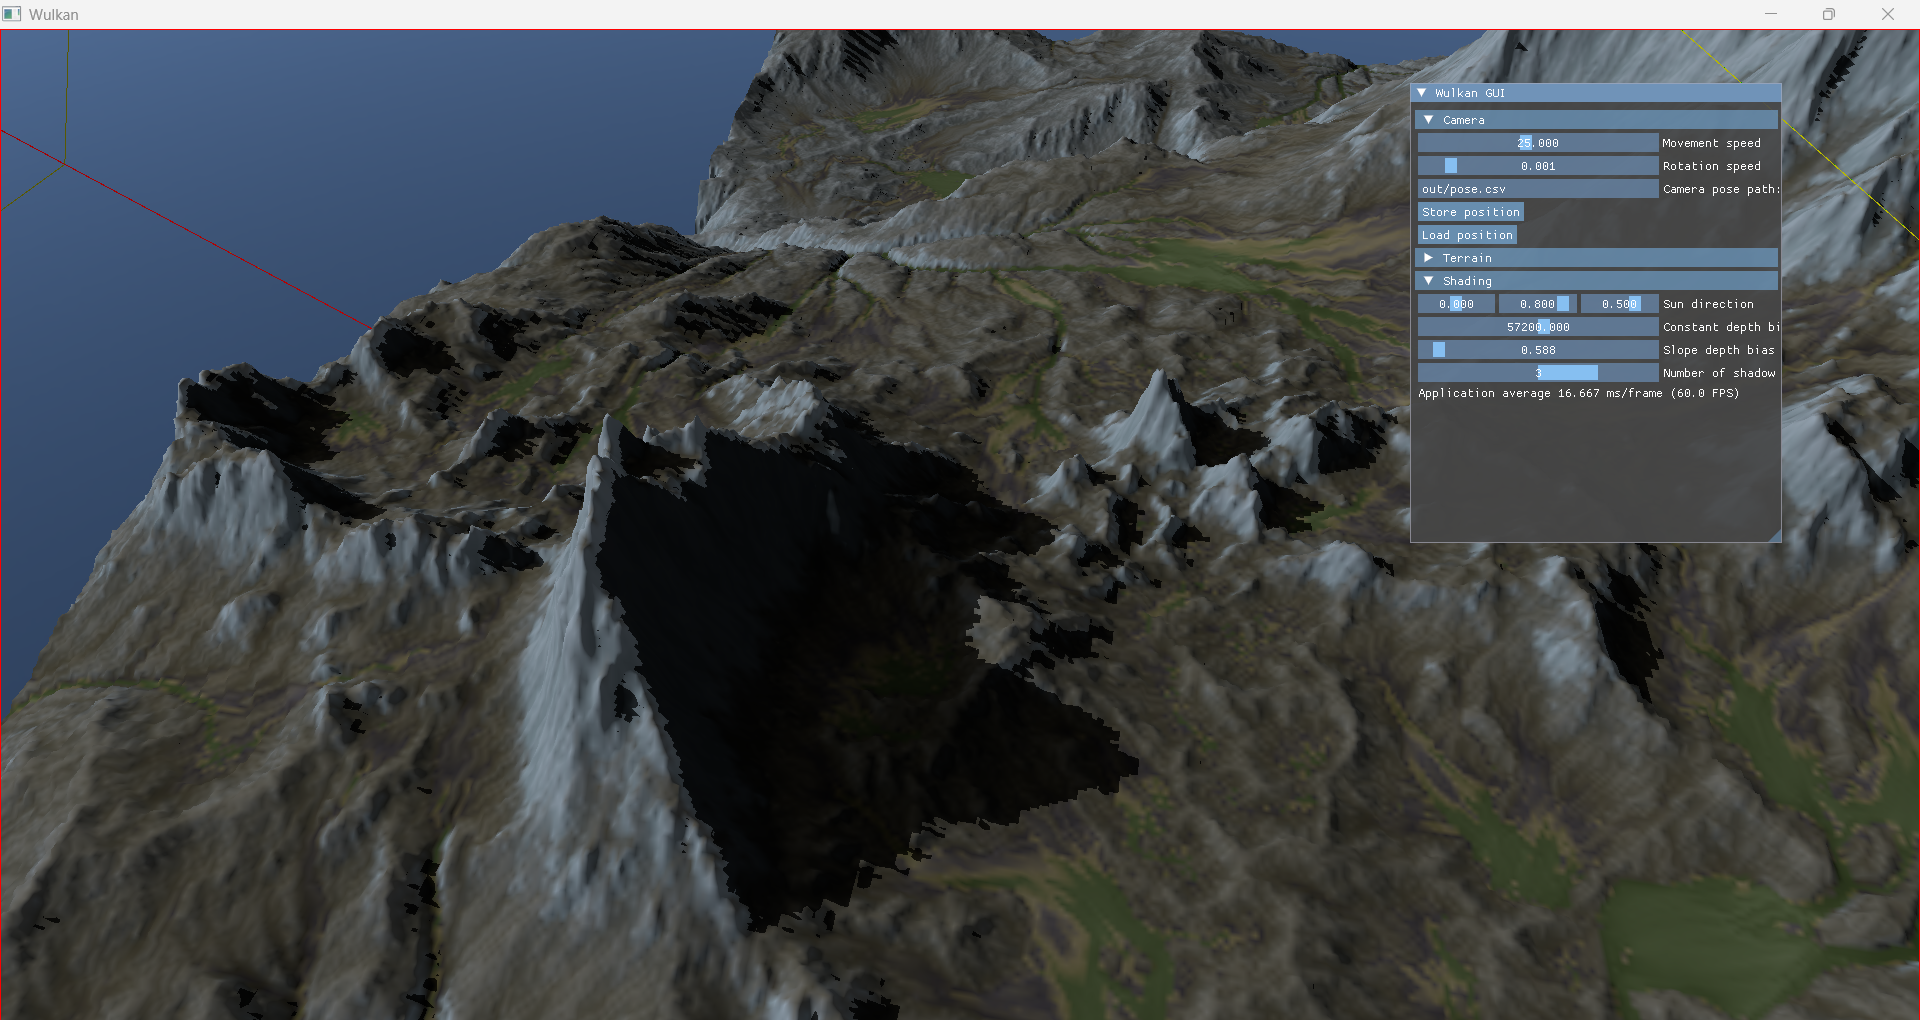 Wulkan
Wulkan GUI
Camera
25.000 Movement speed
0.001 Rotation speed
out/pose.csv Camera pose path:
Store position
Load position
Terrain
Shading
0.000 0.800 0.500 Sun direction
57200.000 Constant depth bi
0.588 Slope depth bias
3 Number of shadow
Application average 16.667 ms/frame (60.0 FPS)